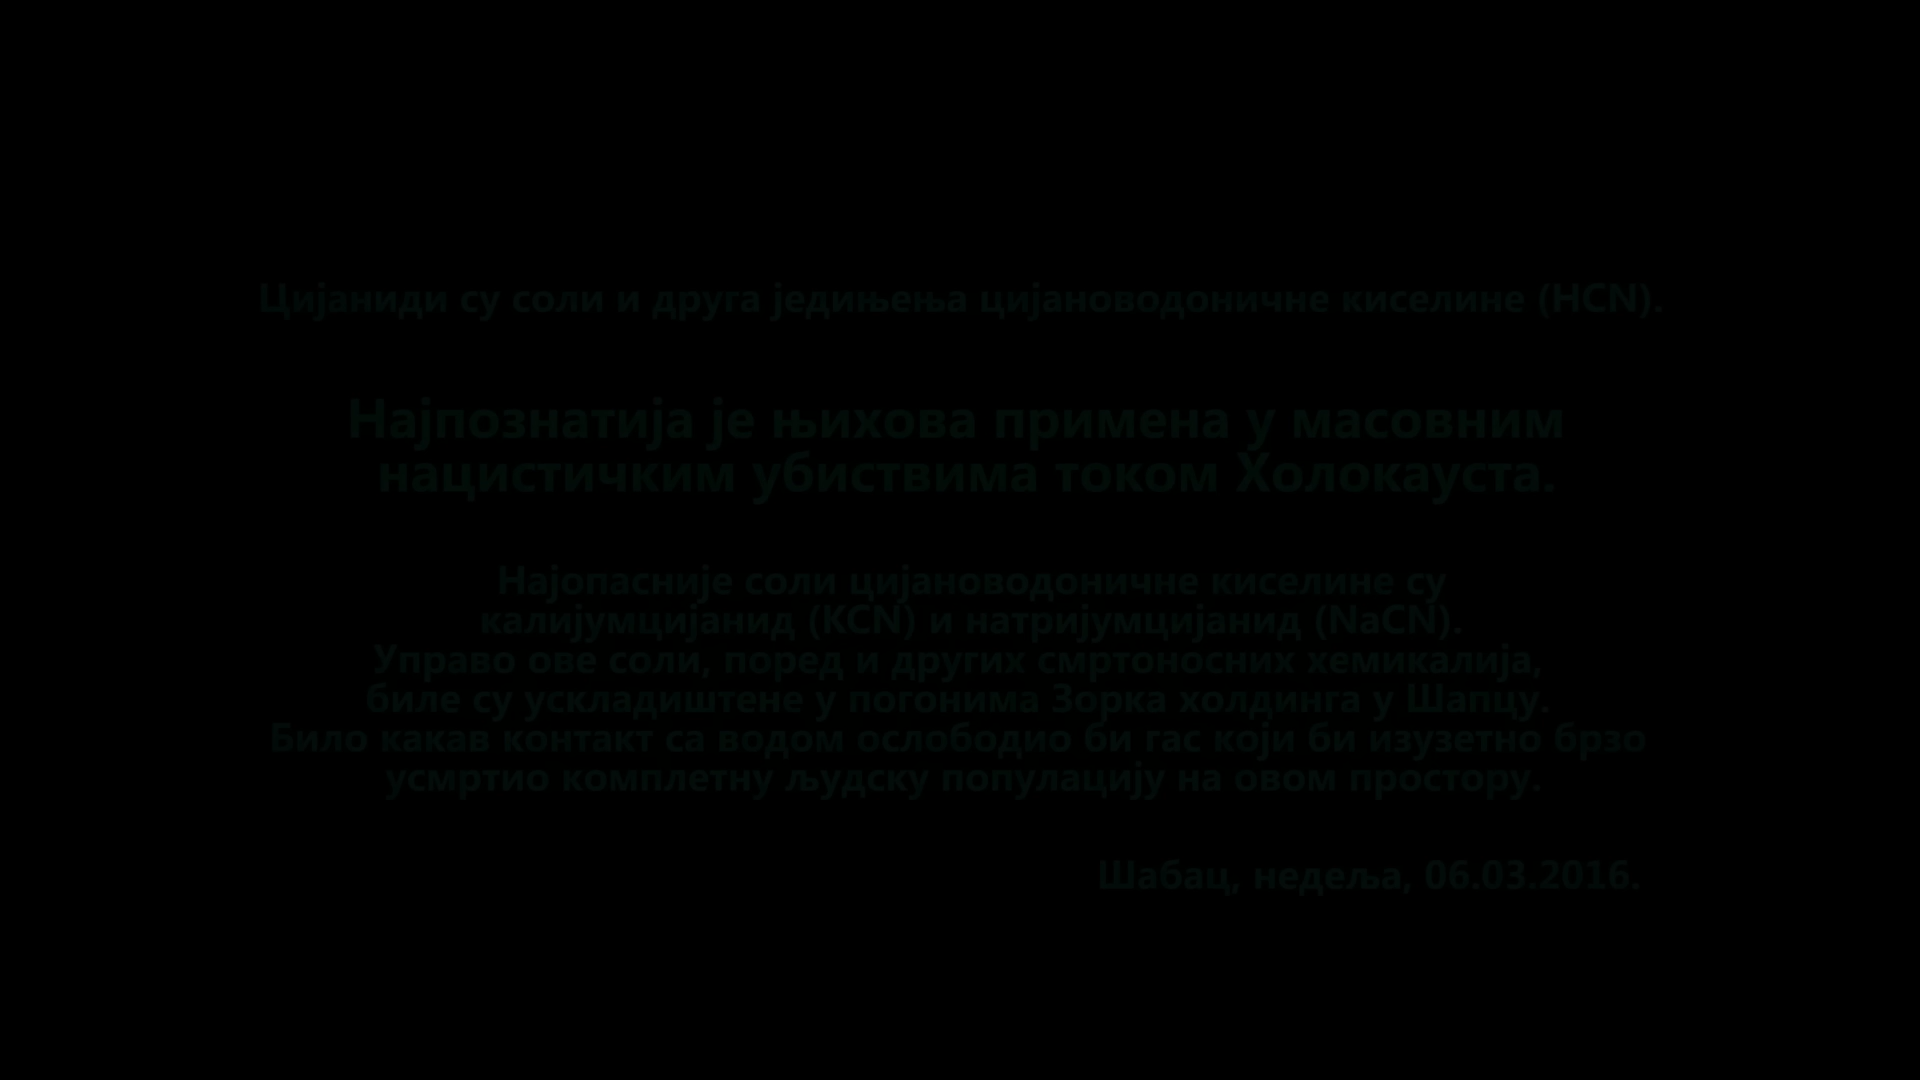 Цијаниди су соли и друга једињења цијановодоничне киселине (HCN).
Најпознатија је њихова примена у масовним
нацистичким убиствима током Холокауста.
Најопасније соли цијановодоничне киселине су
калијумцијанид (KCN) и натријумцијанид (NaCN).
Управо ове соли, поред и других смртоносних хемикалија,
биле су ускладиштене у погонима Зорка холдинга у Шапцу.
Било какав контакт са водом ослободио би гас који би изузетно брзо
усмртио комплетну људску популацију на овом простору.
Шабац, недеља, 06.03.2016.